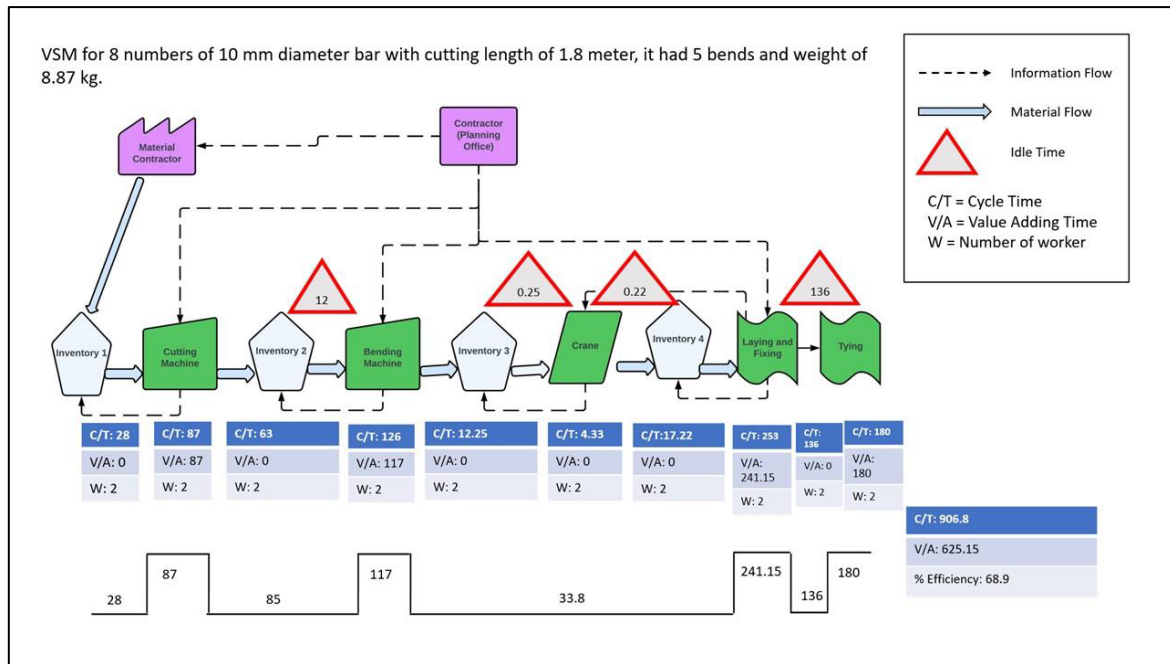 VSM for 8 numbers of 10 mm diameter bar with cutting length of 1.8 meter, it had 5 bends and weight of
8.87 kg.
Information Flow
Material Flow
Idle Time
C/T = Cycle Time
V/A = Value Adding Time
W = Number of worker
Material
Contractor
Contractor
(Planning
Office)
12
0.25
0.22
136
Inventory 1
Cutting
Machine
Inventory 2
Bending
Machine
Inventory 3
Crane
Inventory 4
Laying and
Fixing
Tying
C/T: 28
V/A: 0
W: 2
C/T: 87
V/A: 87
W: 2
C/T: 63
V/A: 0
W: 2
C/T: 126
V/A: 117
W: 2
C/T: 12.25
V/A: 0
W: 2
C/T: 4.33
V/A: 0
W: 2
C/T:17.22
V/A: 0
W: 2
C/T: 253
V/A:
241.15
W: 2
C/T:
136
V/A: 0
W: 2
C/T: 180
V/A:
180
W: 2
C/T: 906.8
V/A: 625.15
% Efficiency: 68.9
28
87
85
117
33.8
241.15
136
180